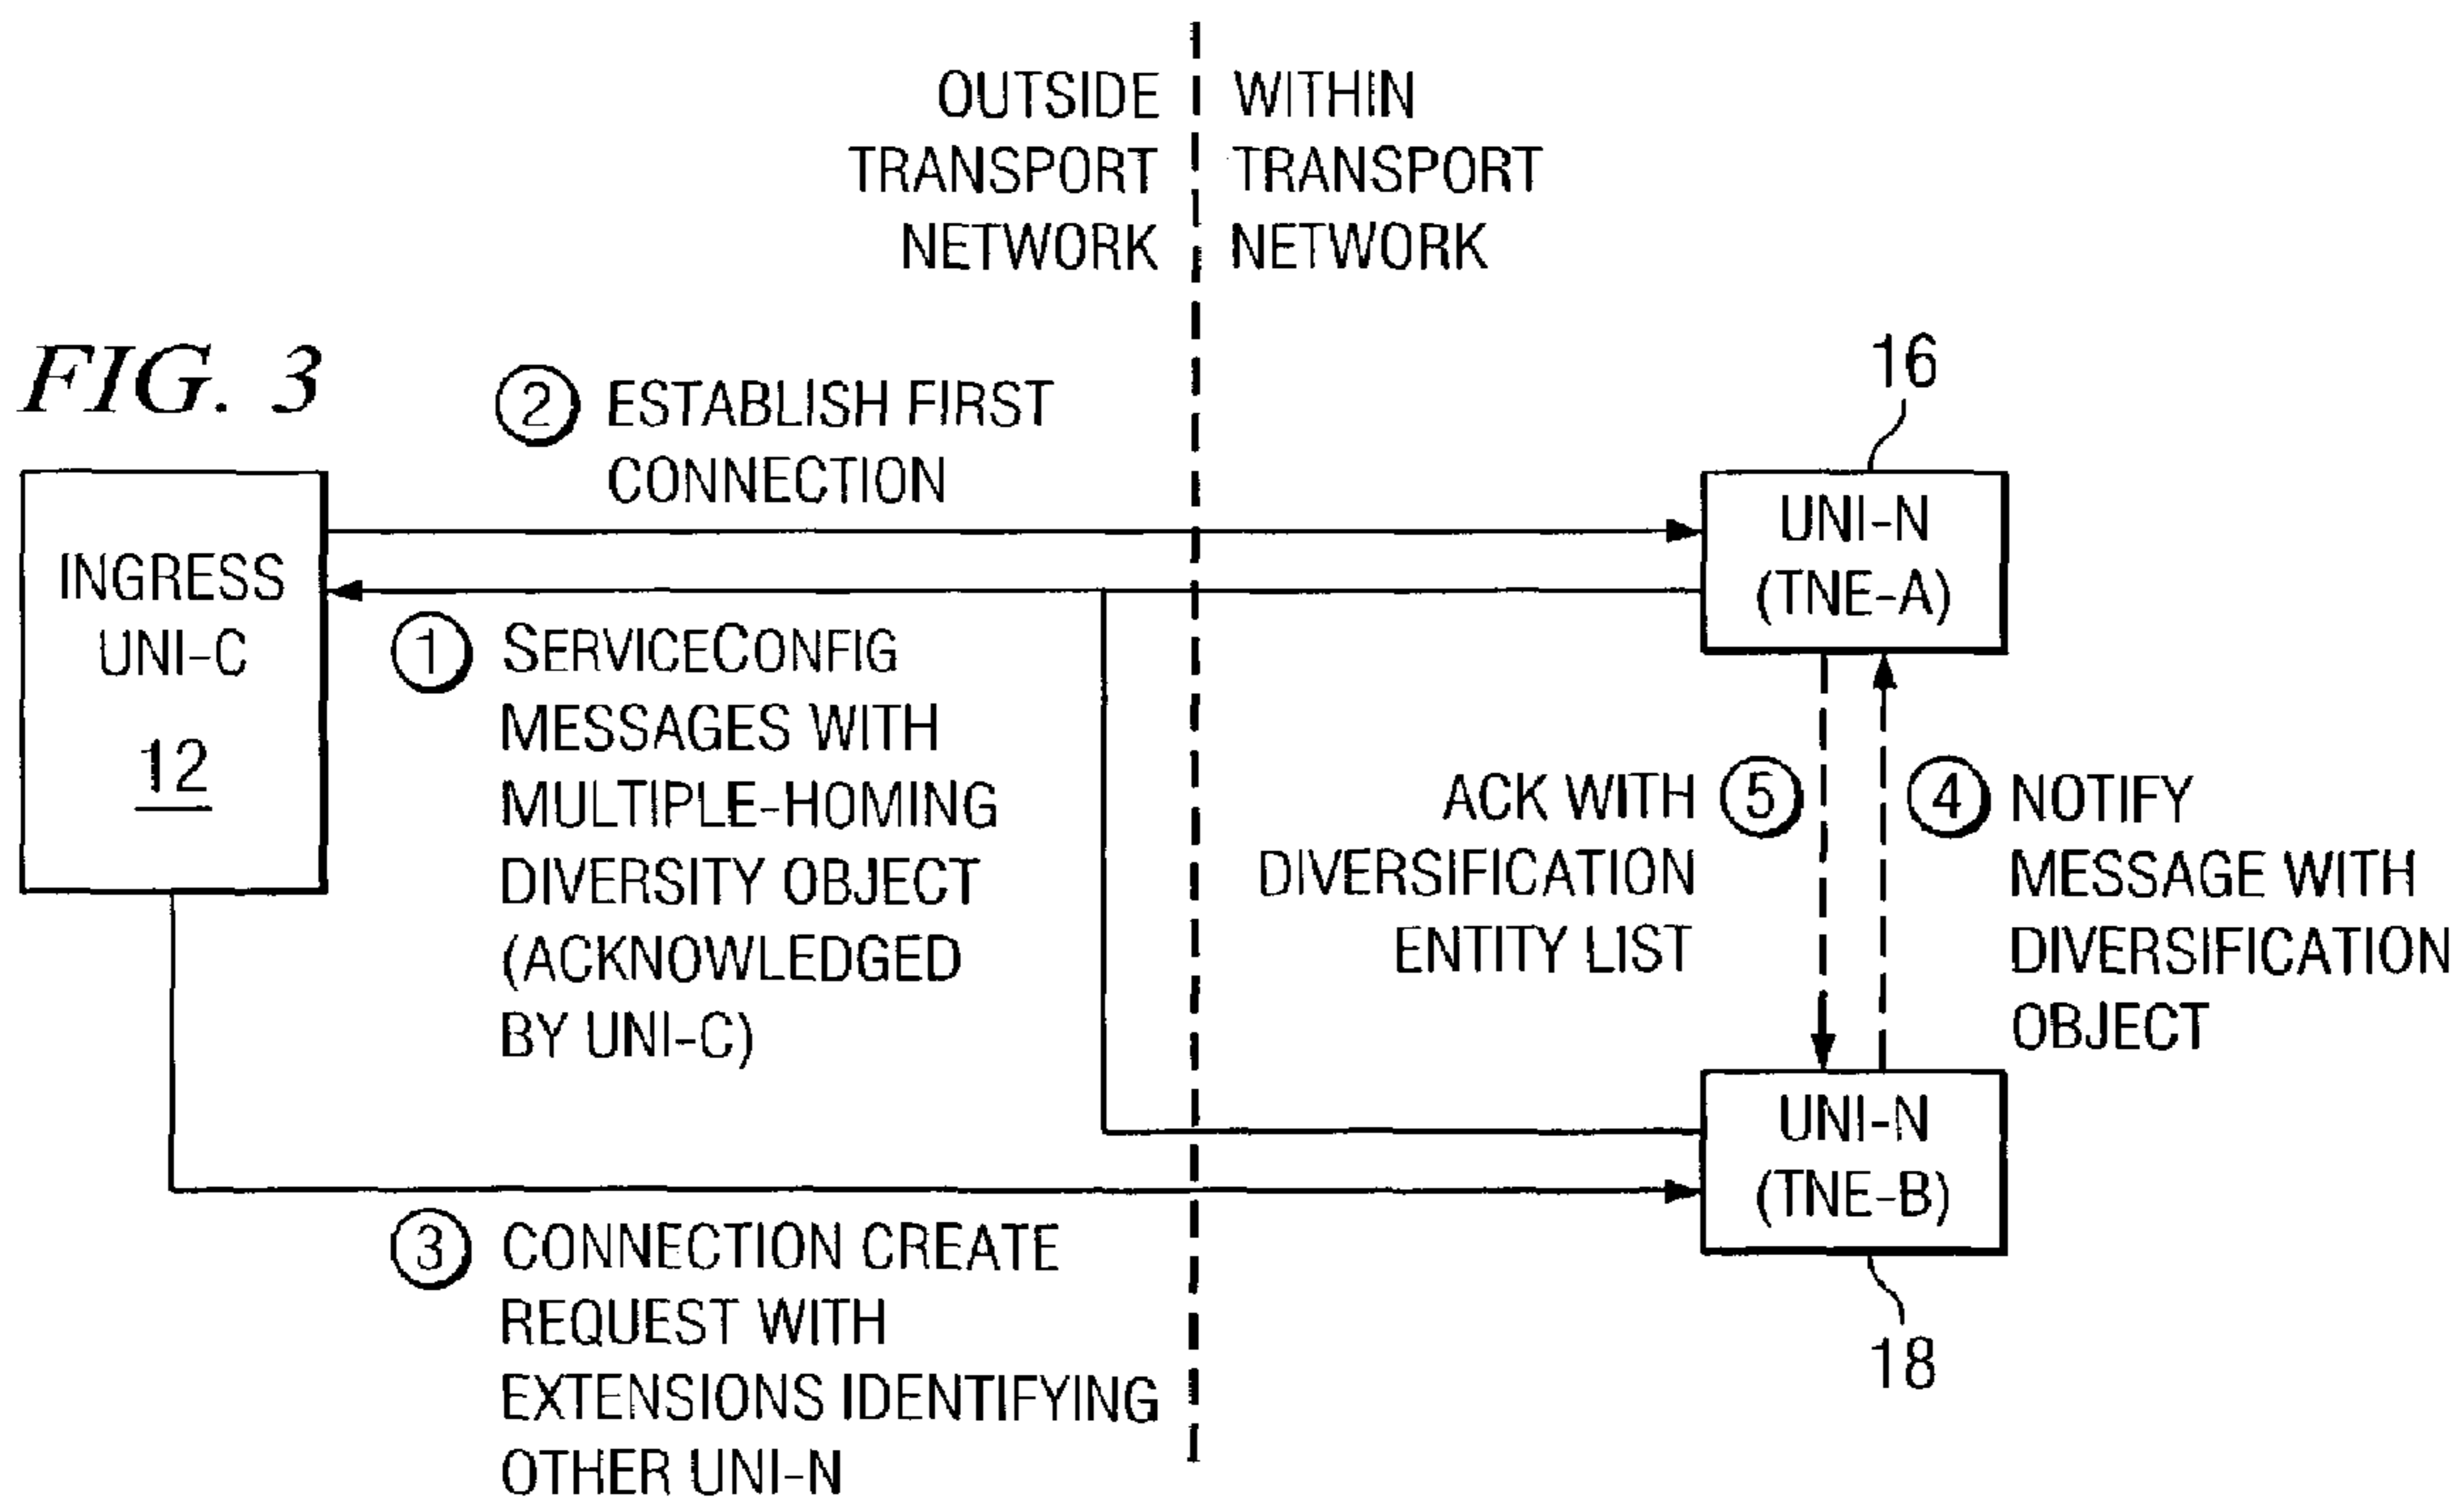 OUTSIDE
TRANSPORT
NETWORK
WITHIN
TRANSPORT
NETWORK
FIG. 3
2 ESTABLISH FIRST
CONNECTION
16
INGRESS
UNI-C
12
UNI-N
(TNE-A)
1 SERVICECONFIG
MESSAGES WITH
MULTIPLE-HOMING
DIVERSITY OBJECT
(ACKNOWLEDGED
BY UNI-C)
ACK WITH 5
DIVERSIFICATION
ENTITY LIST
4 NOTIFY
MESSAGE WITH
DIVERSIFICATION
OBJECT
UNI-N
(TNE-B)
18
3 CONNECTION CREATE
REQUEST WITH
EXTENSIONS IDENTIFYING
OTHER UNI-N